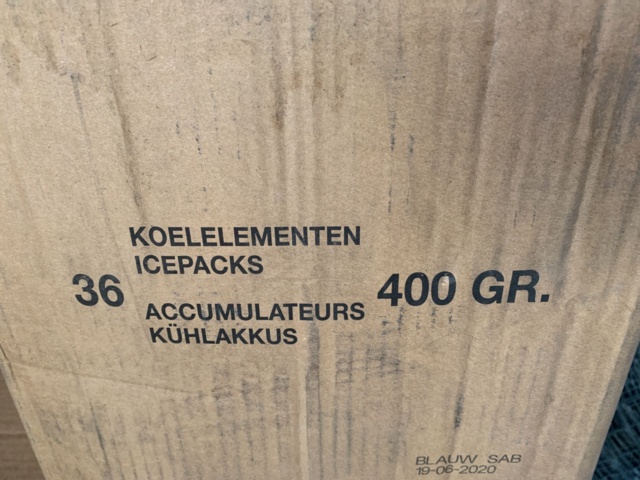 KOELELEMENTEN
ICEPACKS
36
400 GR.
ACCUMULATEURS
KÜHLAKKUS
BLAUW SAB
19-06-2020